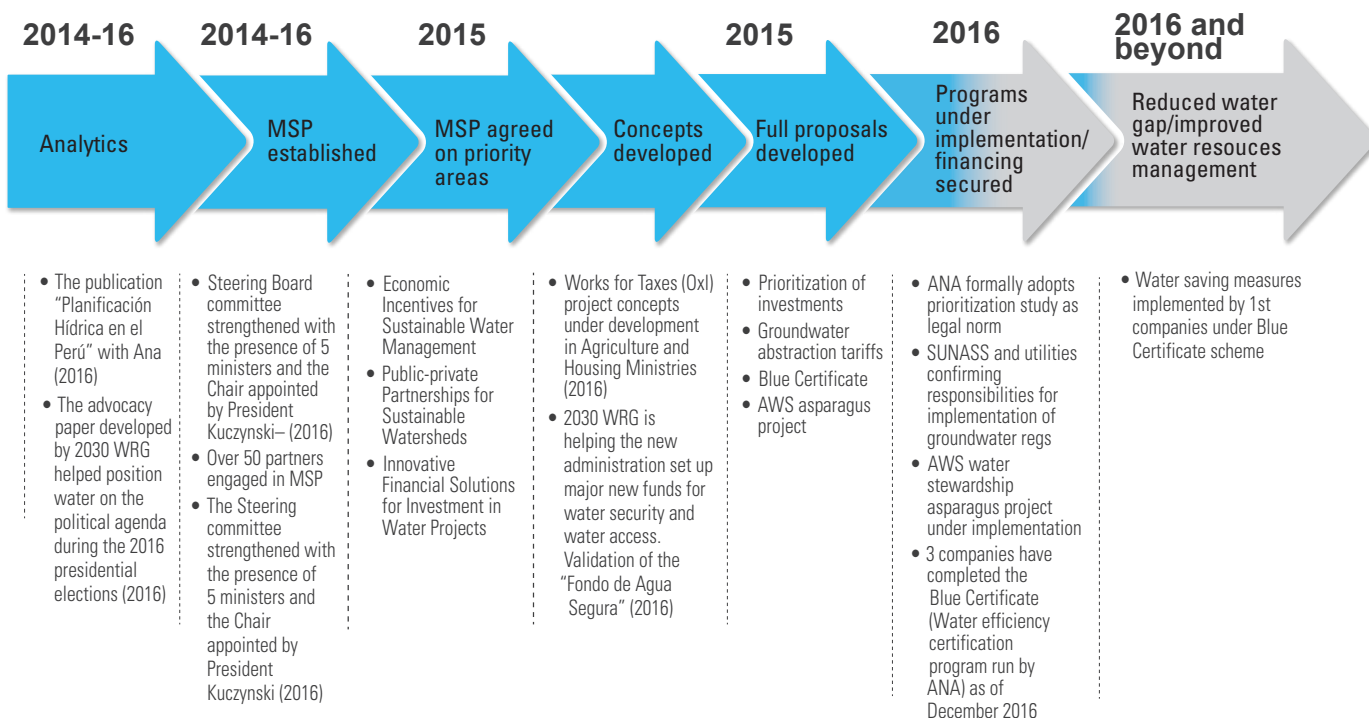 2014-16
2014-16
2015
2015
2016
2016 and
beyond
Analytics
MSP
established
MSP agreed
on priority
areas
Concepts
developed
Full proposals
developed
Programs
under
implementation/
financing
secured
Reduced water
gap/improved
water resouces
management
• The publication
“Planificación
Hídrica en el
Perú” with Ana
(2016)
• The advocacy
paper developed
by 2030 WRG
helped position
water on the
political agenda
during the 2016
presidential
elections (2016)
• Steering Board
committee
strengthened with
the presence of 5
ministers and the
Chair appointed
by President
Kuczynski– (2016)
• Over 50 partners
engaged in MSP
• The Steering
committee
strengthened with
the presence of
5 ministers and
the Chair
appointed by
President
Kuczynski (2016)
• Economic
Incentives for
Sustainable Water
Management
• Public-private
Partnerships for
Sustainable
Watersheds
• Innovative
Financial Solutions
for Investment in
Water Projects
• Works for Taxes (OxI)
project concepts
under development
in Agriculture and
Housing Ministries
(2016)
• 2030 WRG is
helping the new
administration set up
major new funds for
water security and
water access.
Validation of the
“Fondo de Agua
Segura” (2016)
• Prioritization of
investments
• Groundwater
abstraction tariffs
• Blue Certificate
• AWS asparagus
project
• ANA formally adopts
prioritization study as
legal norm
• SUNASS and utilities
confirming
responsibilities for
implementation of
groundwater regs
• AWS water
stewardship
asparagus project
under implementation
• 3 companies have
completed the
Blue Certificate
(Water efficiency
certification
program run by
ANA) as of
December 2016
• Water saving measures
implemented by 1st
companies under Blue
Certificate scheme